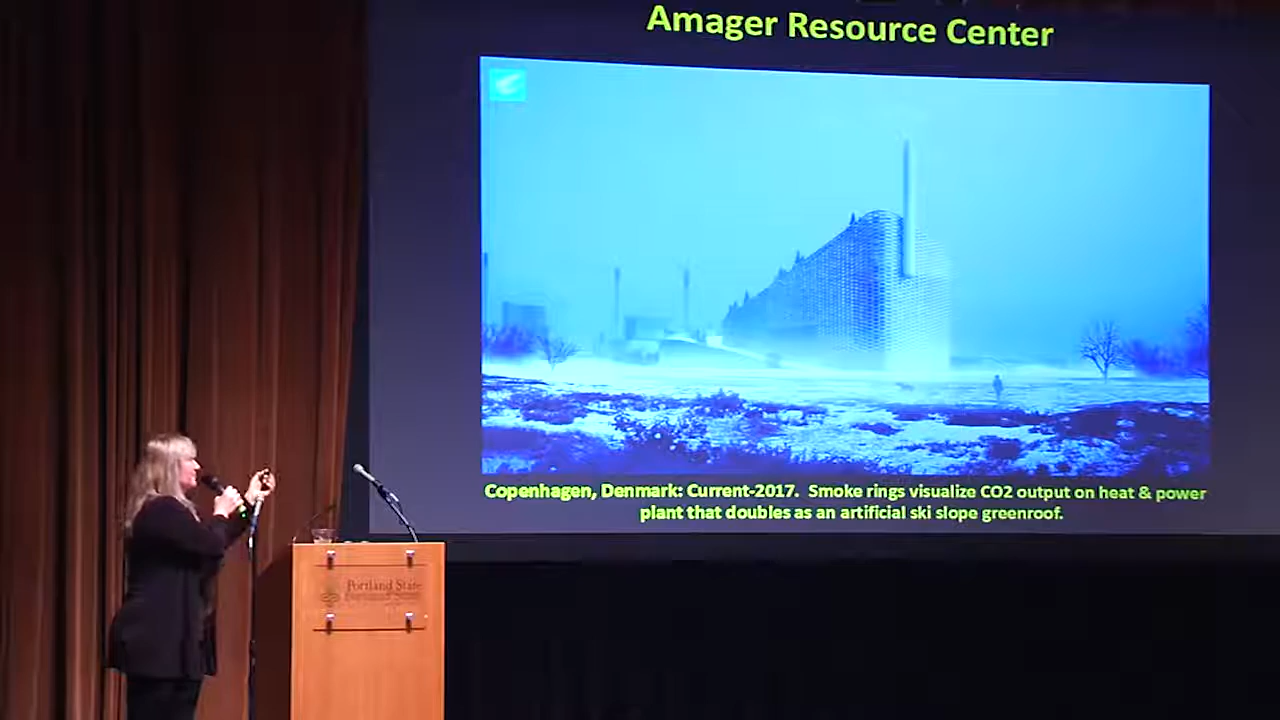 Amager Resource Center
Copenhagen, Denmark: Current-2017. Smoke rings visualize CO2 output on heat & power
plant that doubles as an artificial ski slope greenroof.
Portland State